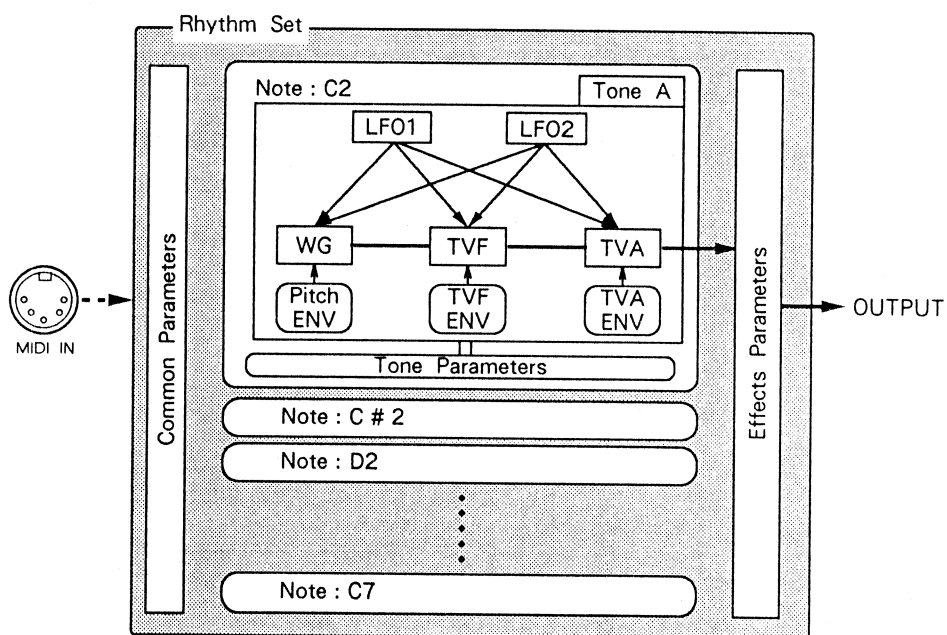 Rhythm Set
Note : C2
Tone A
LFO1
LFO2
WG
TVF
TVA
Pitch
ENV
TVF
ENV
TVA
ENV
Tone Parameters
Common Parameters
MIDI IN
Effects Parameters
OUTPUT
Note : C # 2
Note : D2
Note : C7